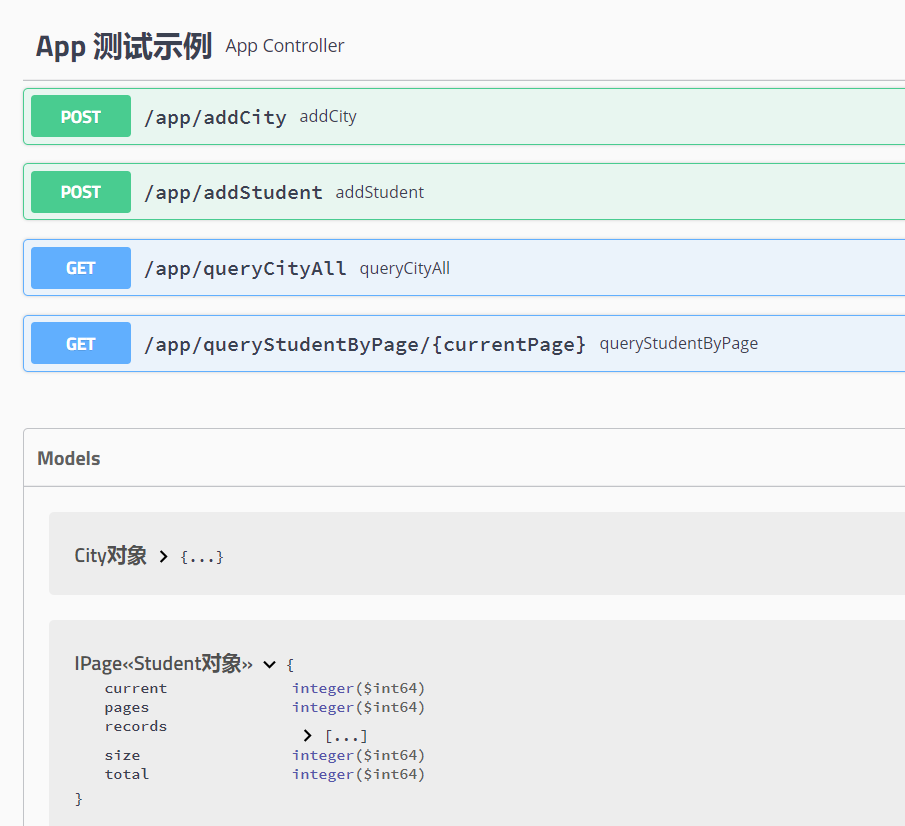 App 测试示例 App Controller
POST /app/addCity addCity
POST /app/addStudent addStudent
GET /app/queryCityAll queryCityAll
GET /app/queryStudentByPage/{currentPage} queryStudentByPage
Models
City对象 {...}
IPage«Student对象» {
current integer($int64)
pages integer($int64)
records
[...]
size integer($int64)
total integer($int64)
}